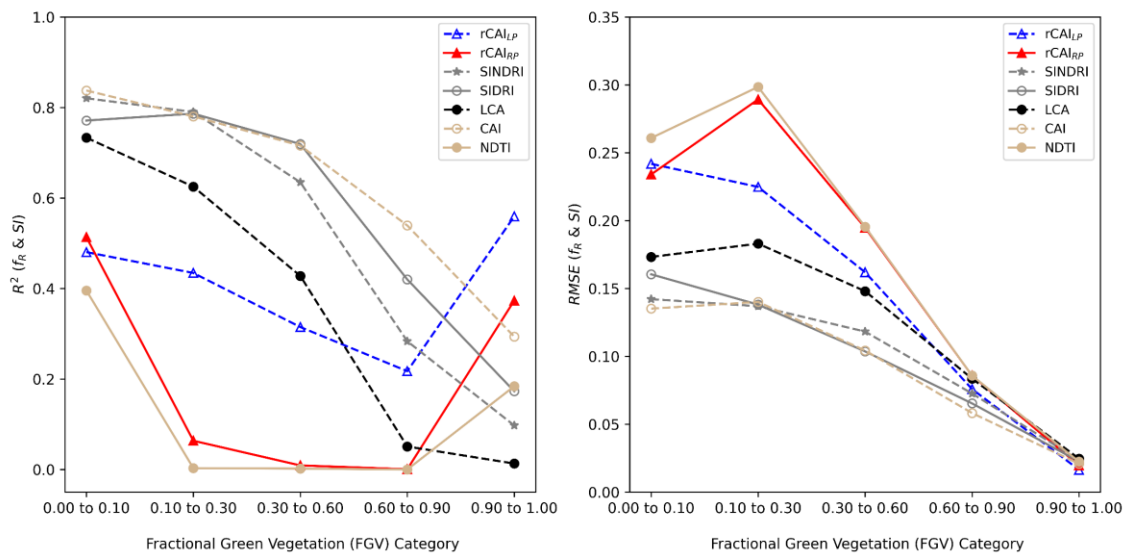 1.0
0.8
0.6
0.4
0.2
0.0
R² (f_R & SI)
rCAI_LP
rCAI_RP
SINDRI
SIDRI
LCA
CAI
NDTI
0.00 to 0.10
0.10 to 0.30
0.30 to 0.60
0.60 to 0.90
0.90 to 1.00
Fractional Green Vegetation (FGV) Category
0.35
0.30
0.25
0.20
0.15
0.10
0.05
0.00
RMSE (f_R & SI)
rCAI_LP
rCAI_RP
SINDRI
SIDRI
LCA
CAI
NDTI
0.00 to 0.10
0.10 to 0.30
0.30 to 0.60
0.60 to 0.90
0.90 to 1.00
Fractional Green Vegetation (FGV) Category